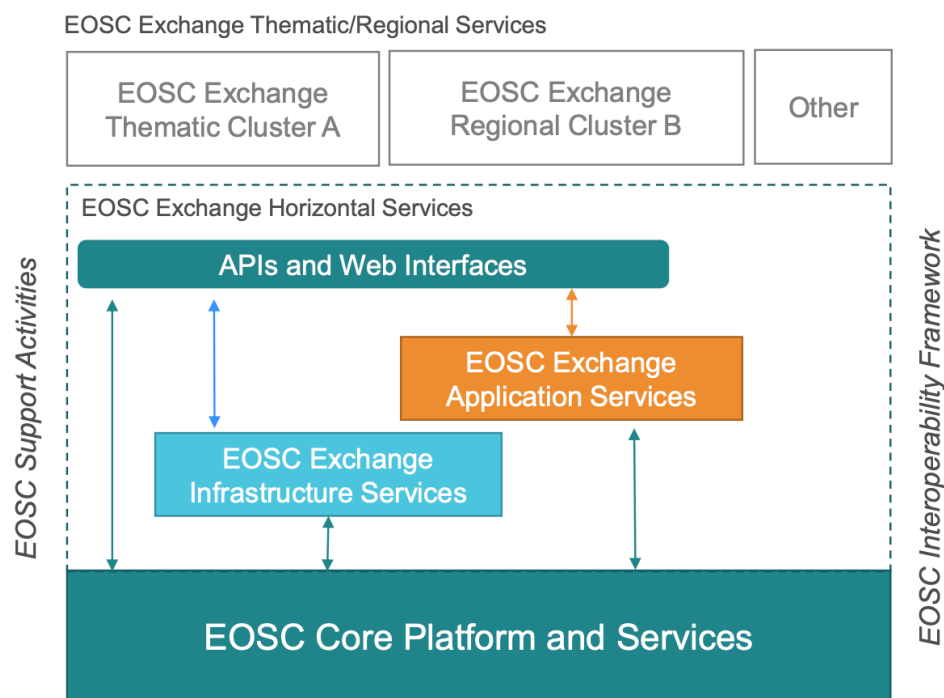 EOSC Exchange Thematic/Regional Services
EOSC Exchange
Thematic Cluster A
EOSC Exchange
Regional Cluster B
Other
EOSC Exchange Horizontal Services
APIs and Web Interfaces
EOSC Exchange
Application Services
EOSC Exchange
Infrastructure Services
EOSC Core Platform and Services
EOSC Support Activities
EOSC Interoperability Framework